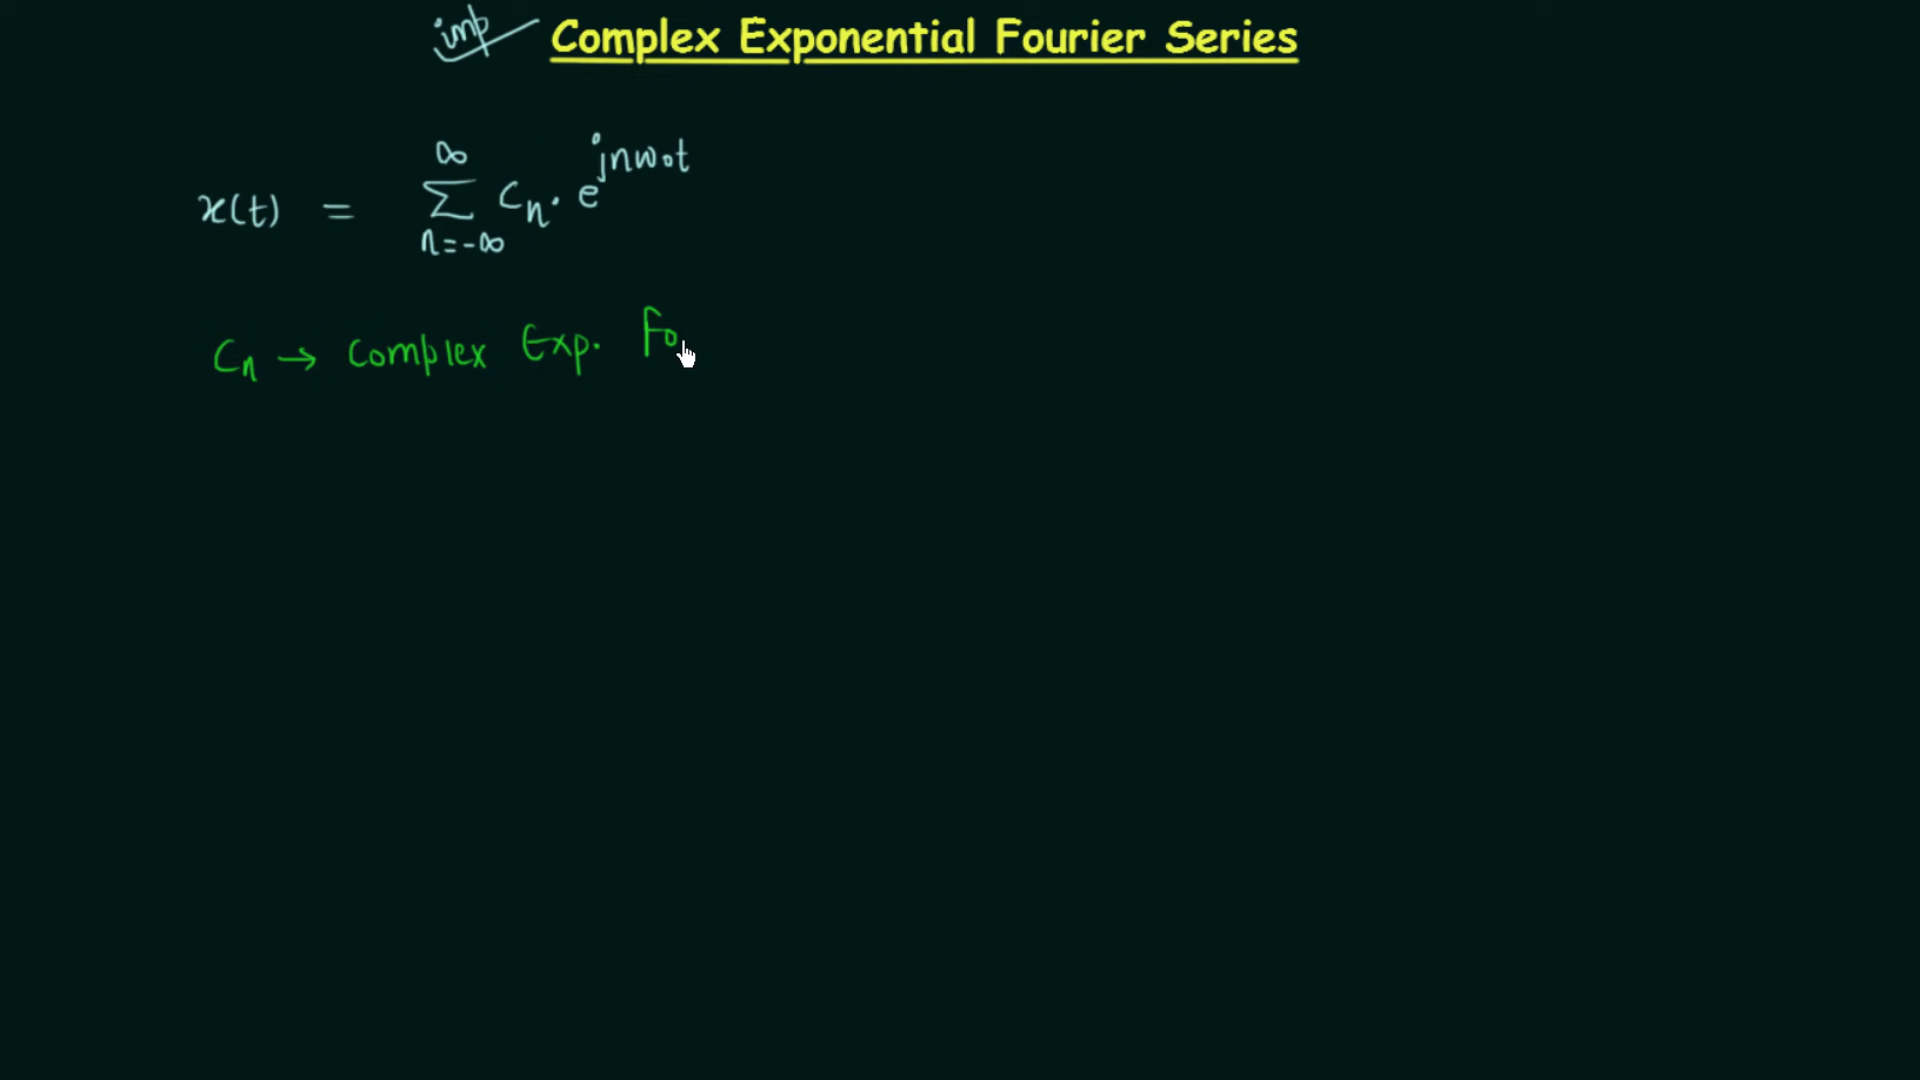 imp Complex Exponential Fourier Series
x(t) = ∞ Σ n=-∞ Cn. e^jnω₀t
Cn → Complex Exp. Fo